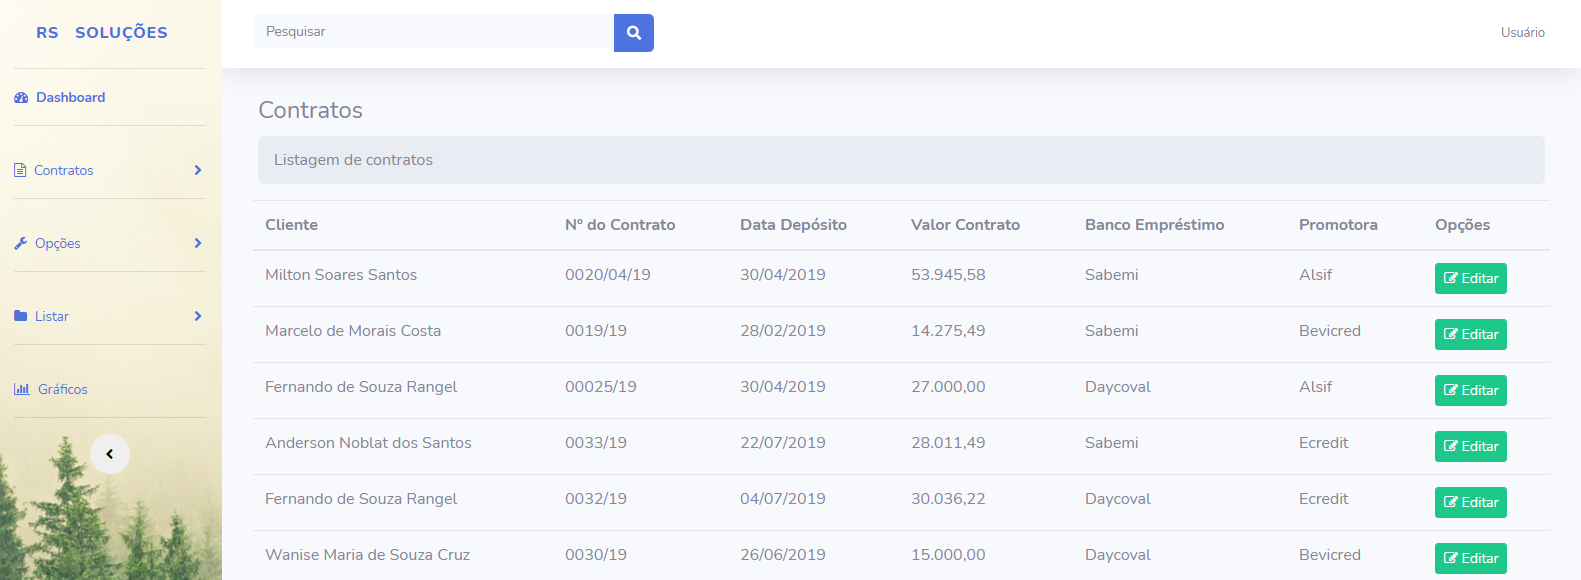 RS SOLUÇÕES
Pesquisar
Usuário
Dashboard
Contratos
Opções
Listar
Gráficos
Contratos
Listagem de contratos
Cliente Nº do Contrato Data Depósito Valor Contrato Banco Empréstimo Promotora Opções
Milton Soares Santos 0020/04/19 30/04/2019 53.945,58 Sabemi Alsif Editar
Marcelo de Morais Costa 0019/19 28/02/2019 14.275,49 Sabemi Bevicred Editar
Fernando de Souza Rangel 00025/19 30/04/2019 27.000,00 Daycoval Alsif Editar
Anderson Noblat dos Santos 0033/19 22/07/2019 28.011,49 Sabemi Ecredit Editar
Fernando de Souza Rangel 0032/19 04/07/2019 30.036,22 Daycoval Ecredit Editar
Wanise Maria de Souza Cruz 0030/19 26/06/2019 15.000,00 Daycoval Bevicred Editar